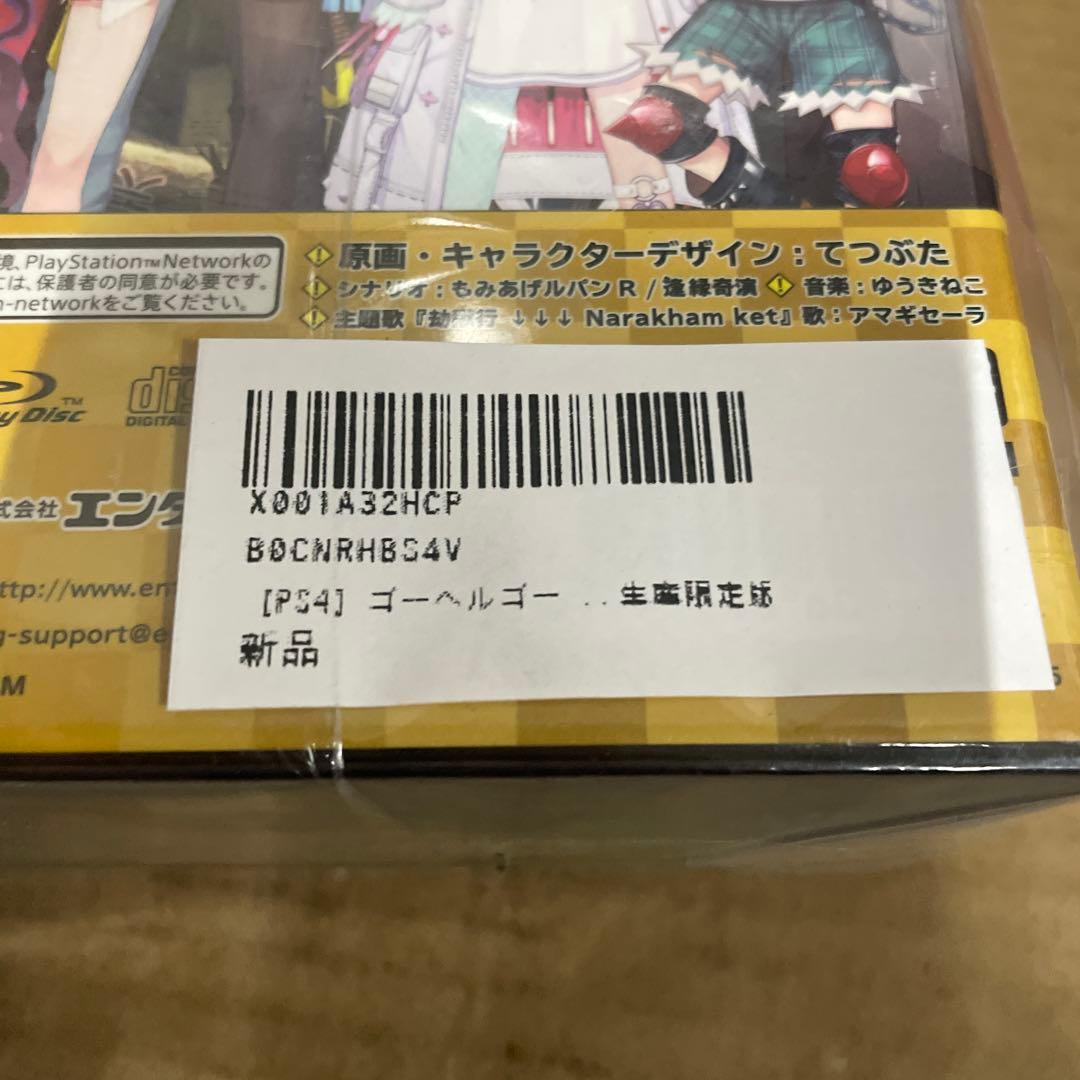 境、PlayStation™Networkの
には、保護者の同意が必要です。
n-networkをご覧ください。
原画・キャラクターデザイン：てつぶた
シナリオ：もみあげルパンR / 逢縁奇演 音楽：ゆうきねこ
主題歌『劫 行 ↓↓↓ Narakham ket』歌：アマギセーラ
y Disc™
DIGITAL
式会社
X001A32HCP
B0CNRHBS4V
[PS4] ゴーヘルゴー ..生産限定版
新品
ttp://www.en
g-support@e
M
5